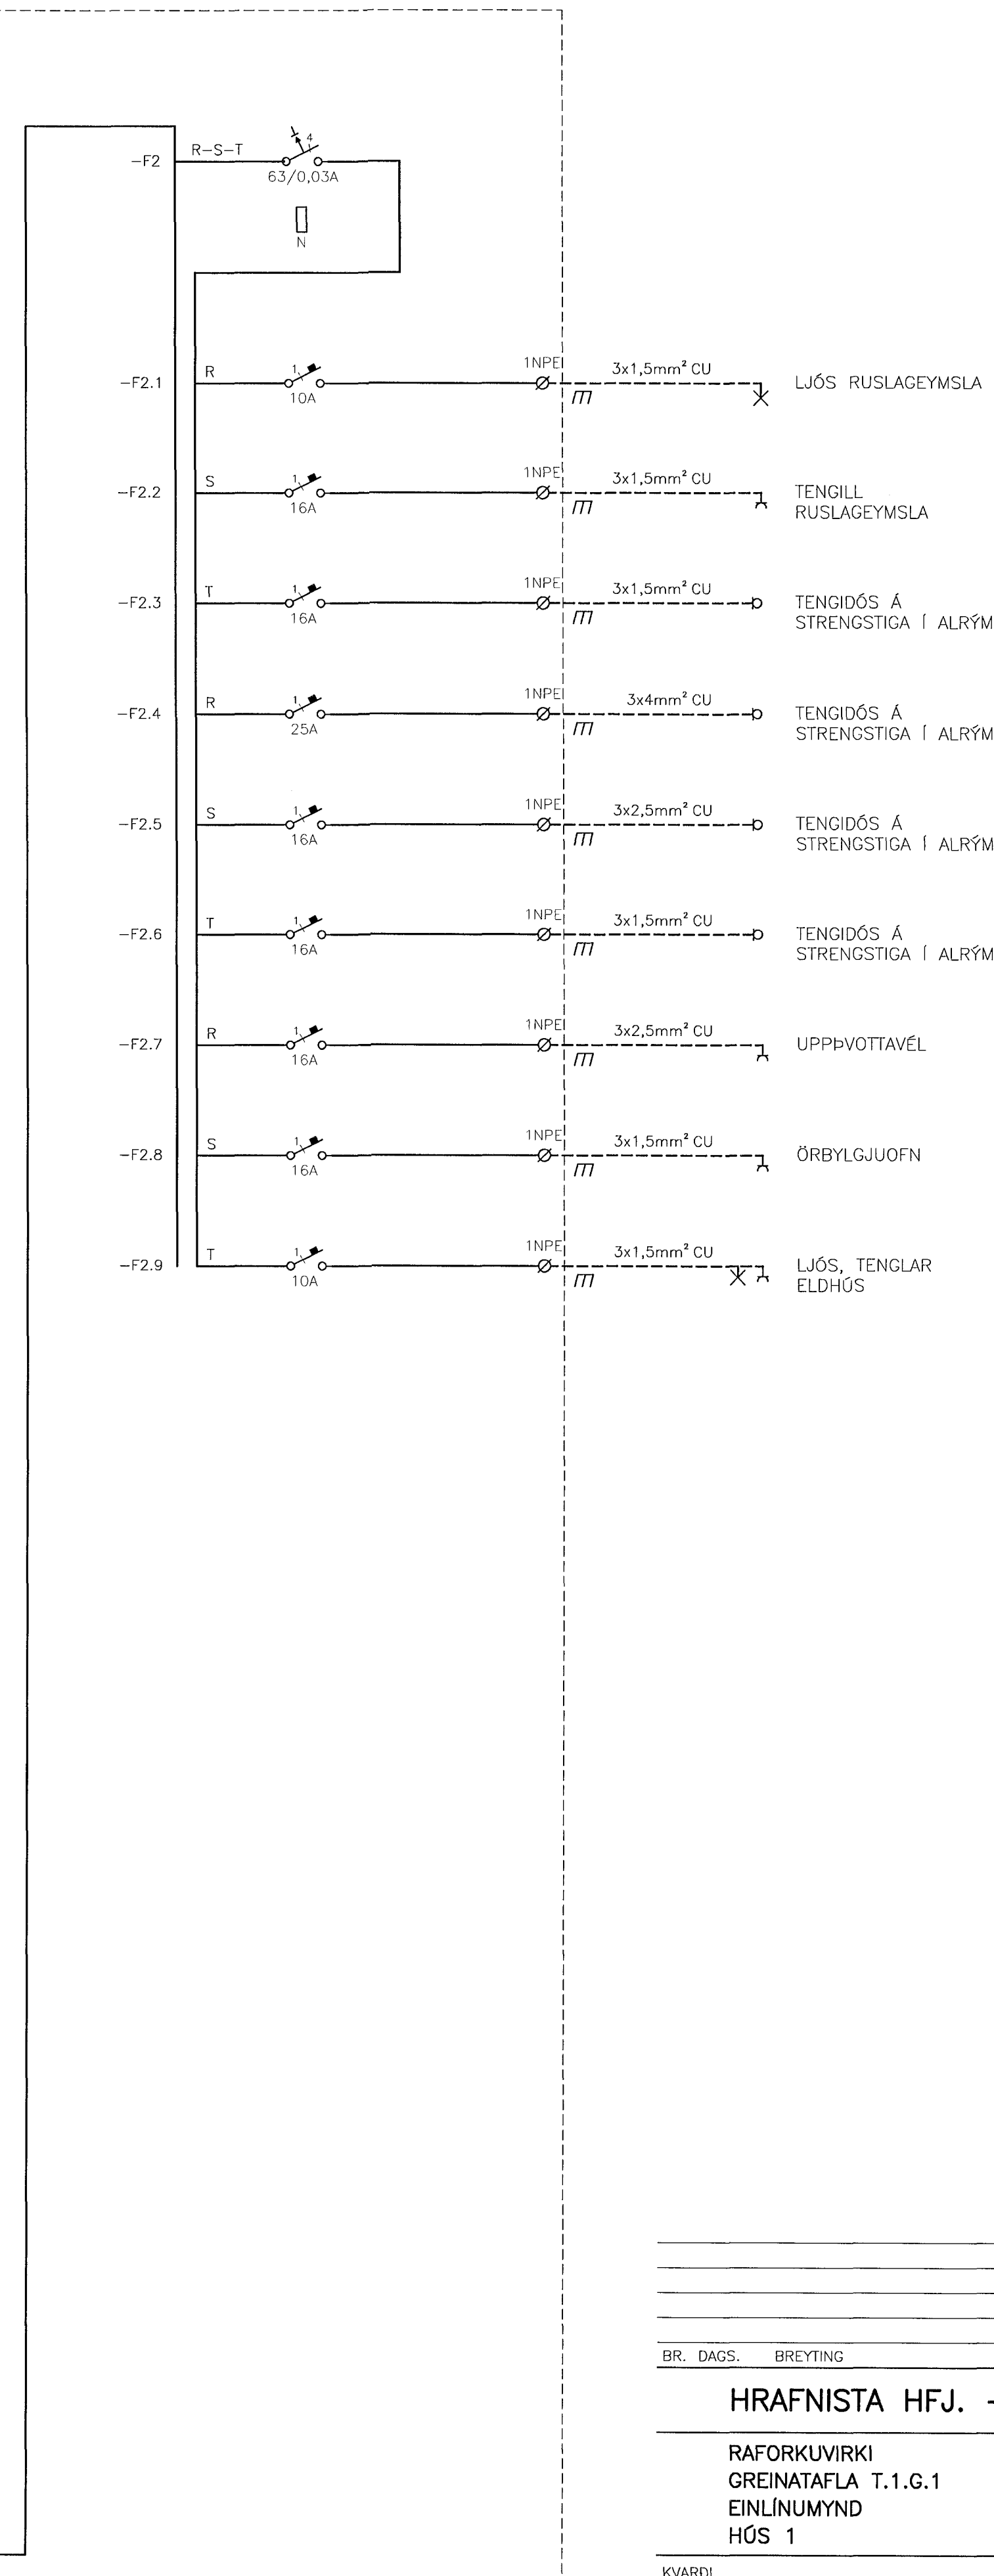 -F2 R-S-T 4
63/0,03A
N
-F2.1 R 1 10A 1NPE 3x1,5mm² CU LJÓS RUSLAGEYMSLA
-F2.2 S 1 16A 1NPE 3x1,5mm² CU TENGILL
RUSLAGEYMSLA
-F2.3 T 1 16A 1NPE 3x1,5mm² CU TENGIDÓS Á
STRENGSTIGA Í ALRÝM
-F2.4 R 1 25A 1NPE 3x4mm² CU TENGIDÓS Á
STRENGSTIGA Í ALRÝM
-F2.5 S 1 16A 1NPE 3x2,5mm² CU TENGIDÓS Á
STRENGSTIGA Í ALRÝM
-F2.6 T 1 16A 1NPE 3x1,5mm² CU TENGIDÓS Á
STRENGSTIGA Í ALRÝM
-F2.7 R 1 16A 1NPE 3x2,5mm² CU UPPÞVOTTAVÉL
-F2.8 S 1 16A 1NPE 3x1,5mm² CU ÖRBYLGJUOFN
-F2.9 T 1 10A 1NPE 3x1,5mm² CU LJÓS, TENGLAR
ELDHÚS
BR. DAGS. BREYTING
HRAFNISTA HFJ. -
RAFORKUVIRKI
GREINATAFLA T.1.G.1
EINLÍNUMYND
HÚS 1
KVARÐI